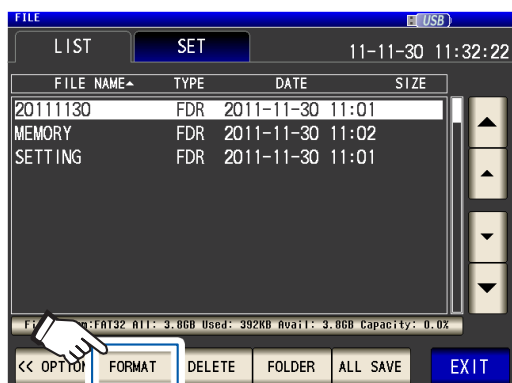 FILE USB
LIST SET 11-11-30 11:32:22
FILE NAME▲ TYPE DATE SIZE
20111130 FDR 2011-11-30 11:01
MEMORY FDR 2011-11-30 11:02
SETTING FDR 2011-11-30 11:01
:FAT32 All: 3.8GB Used: 392KB Avail: 3.8GB Capacity: 0.0%
<< OPTION FORMAT DELETE FOLDER ALL SAVE EXIT